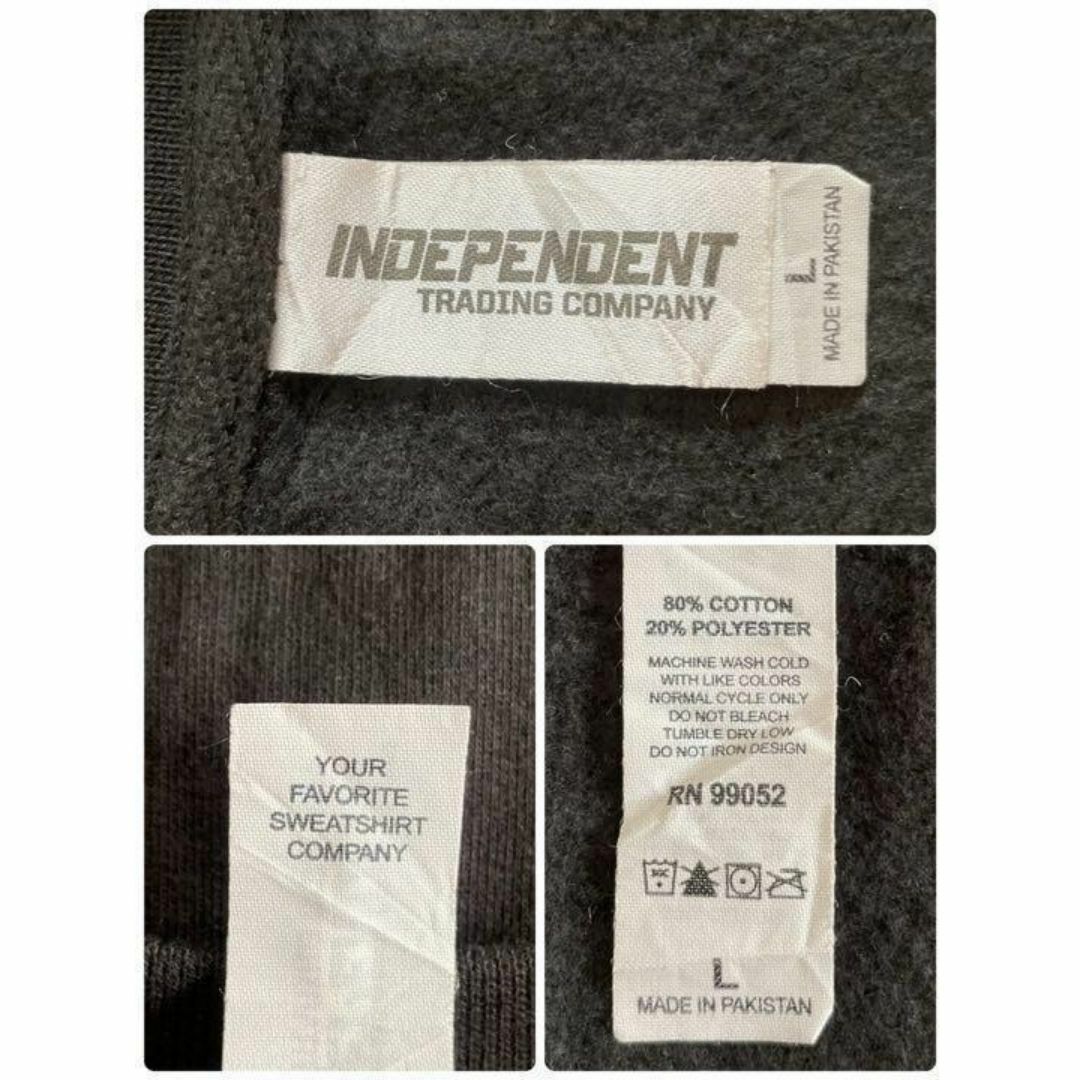 INDEPENDENT
TRADING COMPANY
L
MADE IN PAKISTAN
YOUR
FAVORITE
SWEATSHIRT
COMPANY
80% COTTON
20% POLYESTER
MACHINE WASH COLD
WITH LIKE COLORS
NORMAL CYCLE ONLY
DO NOT BLEACH
TUMBLE DRY LOW
DO NOT IRON DESIGN
RN 99052
L
MADE IN PAKISTAN